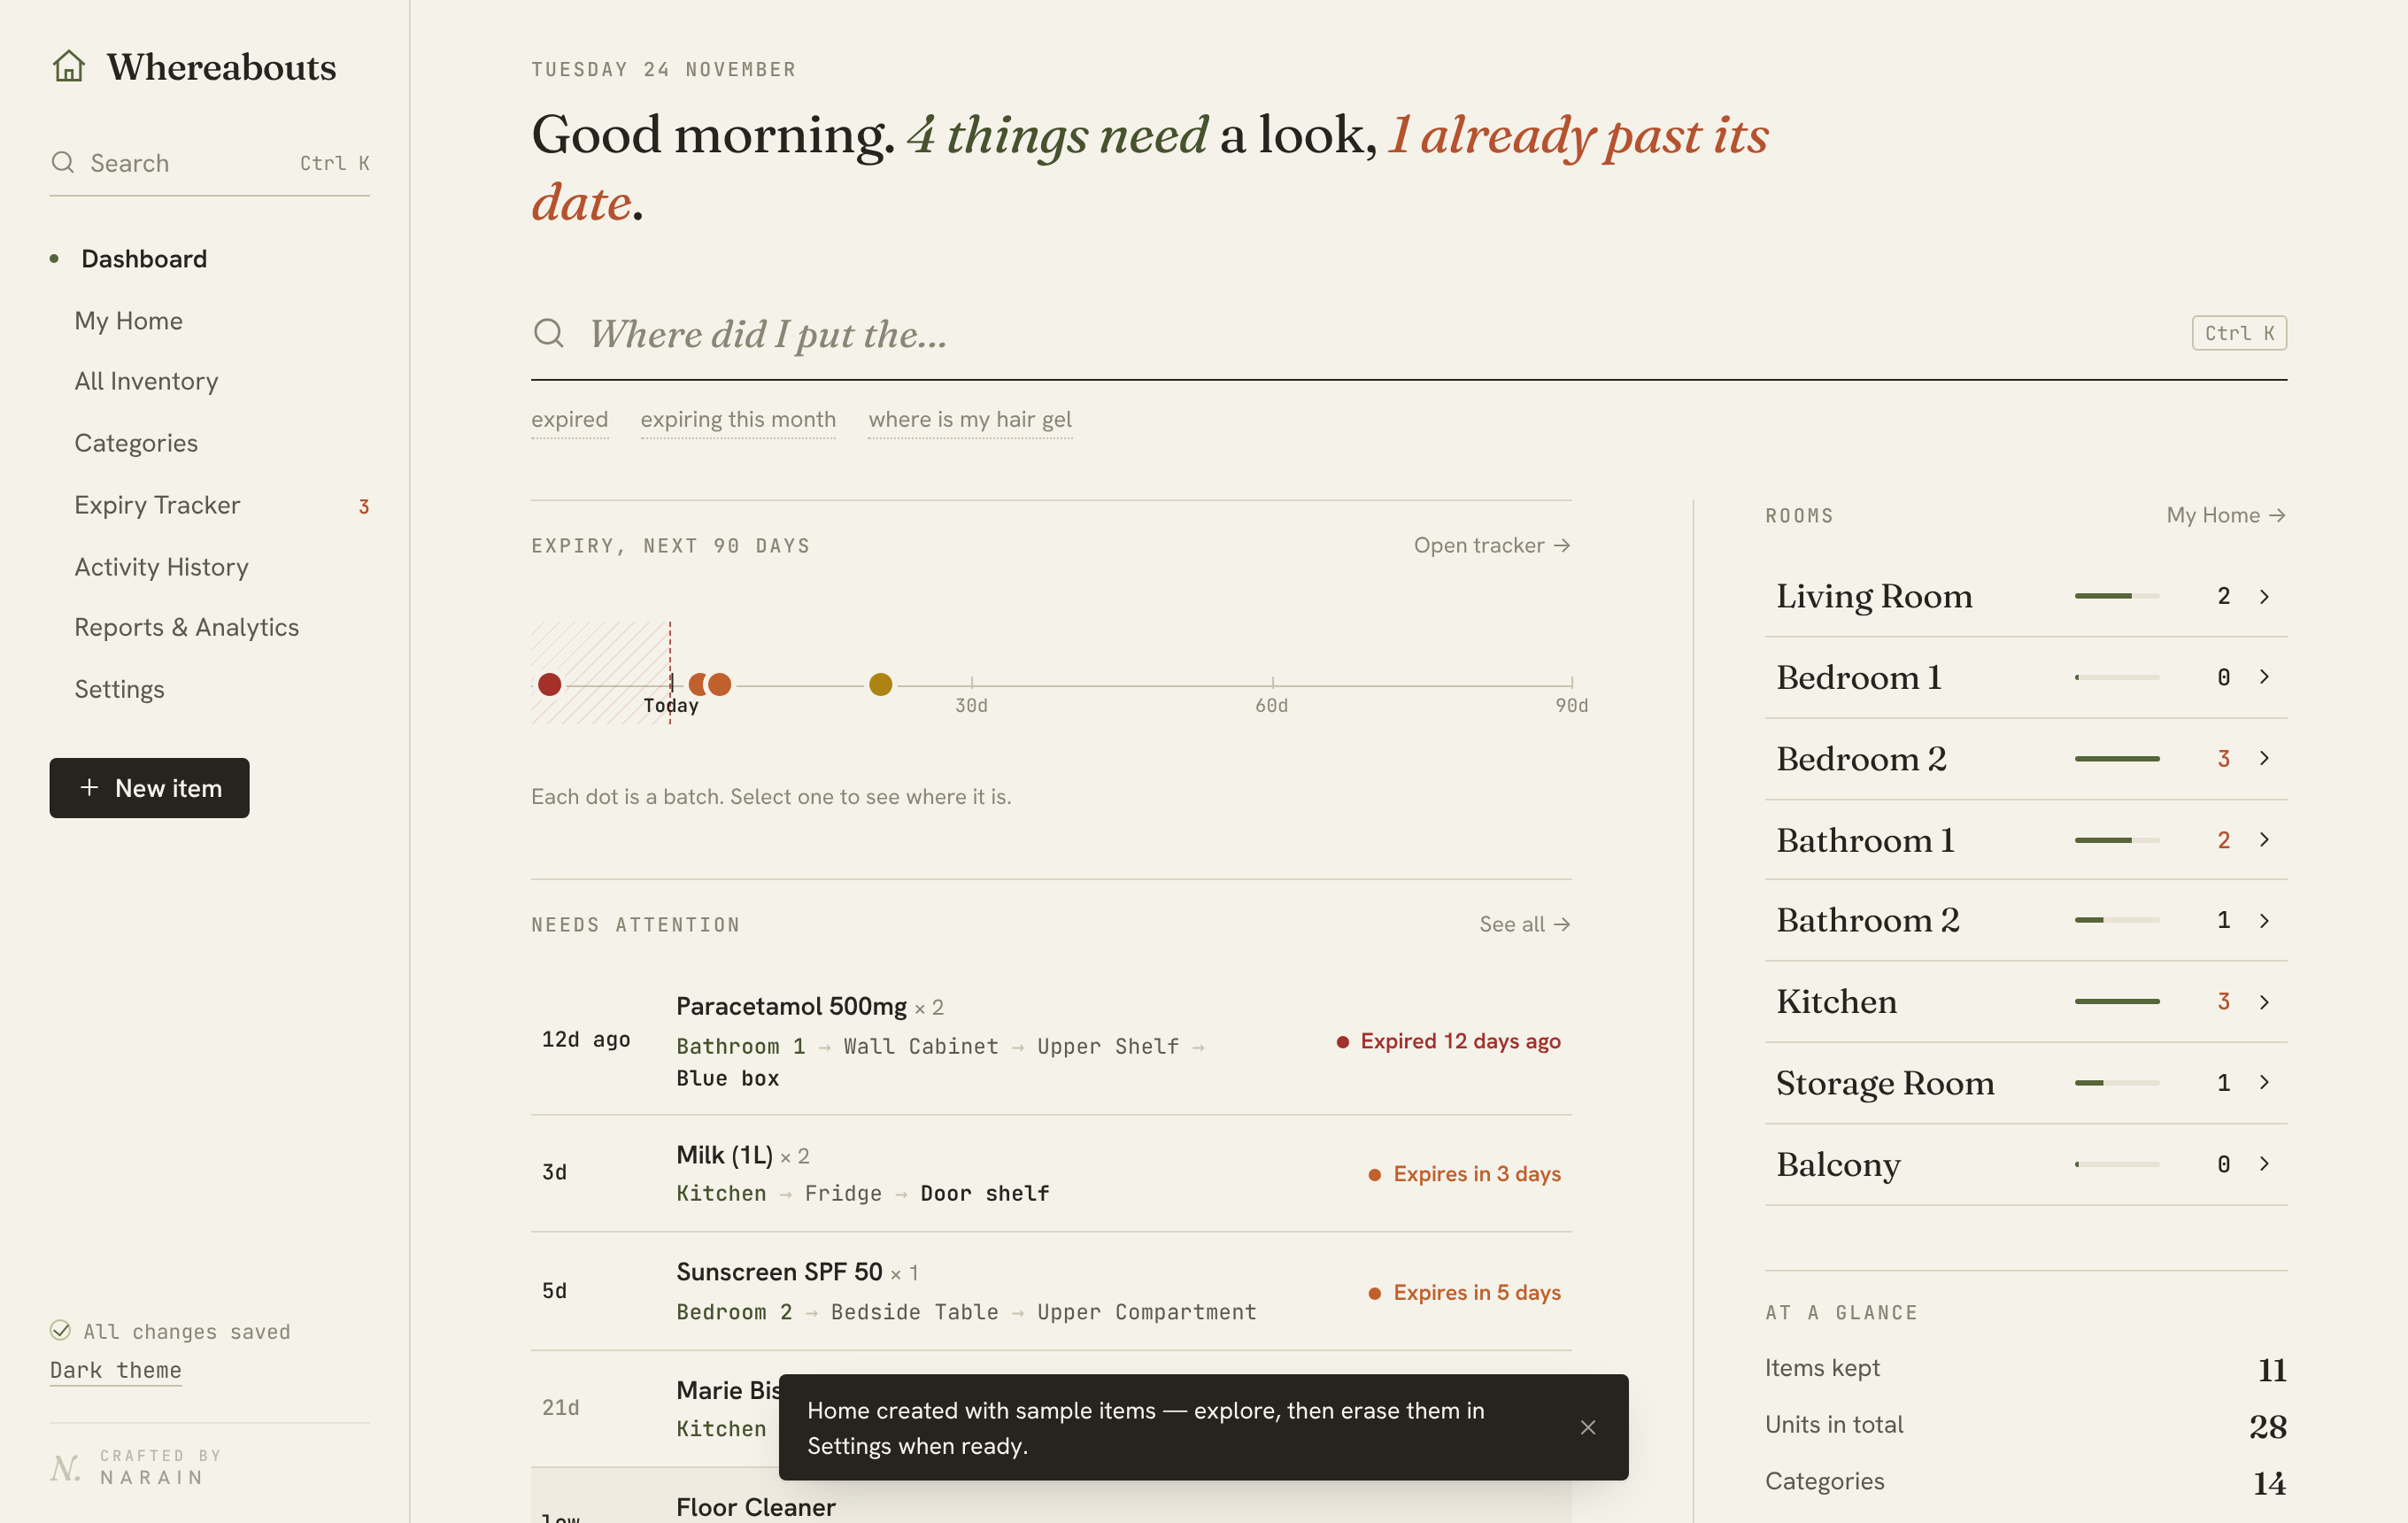 Whereabouts
Search Ctrl K
Dashboard
My Home
All Inventory
Categories
Expiry Tracker 3
Activity History
Reports & Analytics
Settings
+ New item
All changes saved
Dark theme
N. CRAFTED BY
NARAIN
TUESDAY 24 NOVEMBER
Good morning. 4 things need a look, 1 already past its
date.
Where did I put the... Ctrl K
expired expiring this month where is my hair gel
EXPIRY, NEXT 90 DAYS Open tracker →
Today 30d 60d 90d
Each dot is a batch. Select one to see where it is.
NEEDS ATTENTION See all →
12d ago
Paracetamol 500mg × 2
Bathroom 1 → Wall Cabinet → Upper Shelf →
Blue box
Expired 12 days ago
3d
Milk (1L) × 2
Kitchen → Fridge → Door shelf
Expires in 3 days
5d
Sunscreen SPF 50 × 1
Bedroom 2 → Bedside Table → Upper Compartment
Expires in 5 days
21d
Marie Bis
Kitchen
Floor Cleaner
low
Home created with sample items — explore, then erase them in
Settings when ready.
ROOMS My Home →
Living Room 2
Bedroom 1 0
Bedroom 2 3
Bathroom 1 2
Bathroom 2 1
Kitchen 3
Storage Room 1
Balcony 0
AT A GLANCE
Items kept 11
Units in total 28
Categories 14